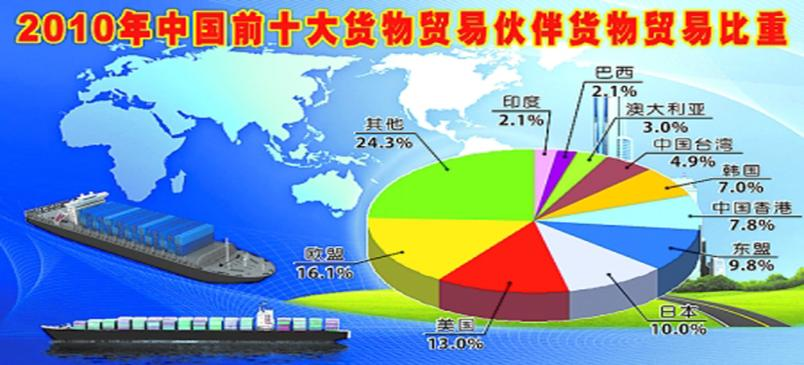 2010年中国前十大货物贸易伙伴货物贸易比重
巴西
2.1%
印度
2.1%
澳大利亚
3.0%
其他
24.3%
中国台湾
4.9%
韩国
7.0%
中国香港
7.8%
东盟
9.8%
欧盟
16.1%
美国
13.0%
日本
10.0%